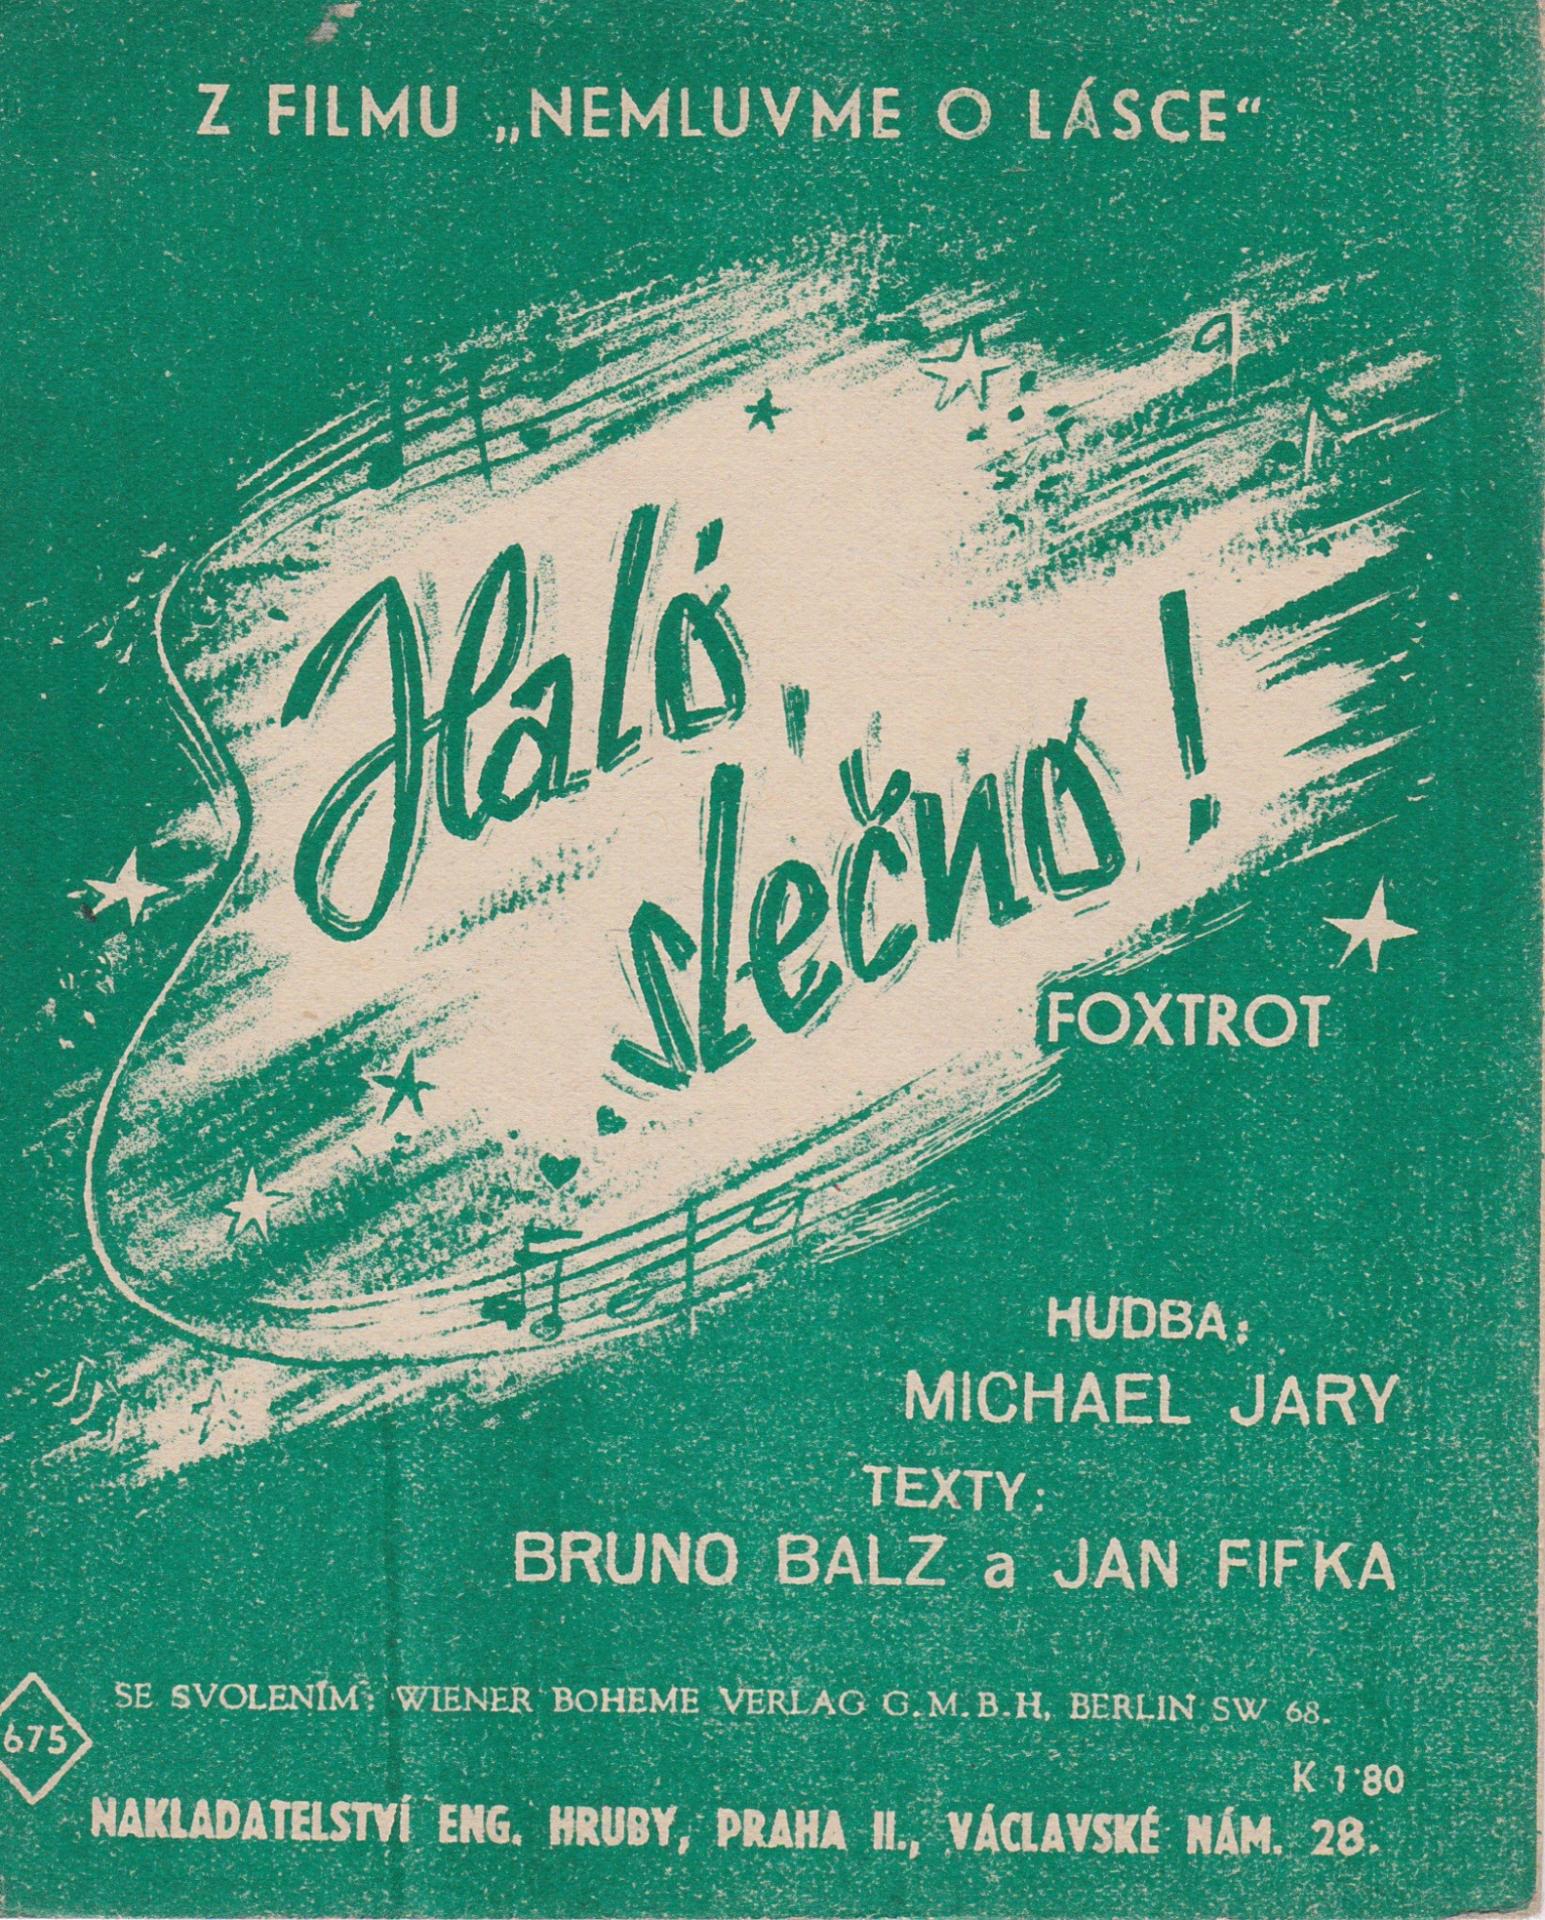 Z FILMU „NEMLUVME O LÁSCE“
Haló,
slečno!
FOXTROT
HUDBA:
MICHAEL JARY
TEXTY:
BRUNO BALZ a JAN FIFKA
SE SVOLENÍM: WIENER BOHEME VERLAG G.M.B.H, BERLIN SW 68.
675
K 1·80
NAKLADATELSTVÍ ENG. HRUBY, PRAHA II., VÁCLAVSKÉ NÁM. 28.